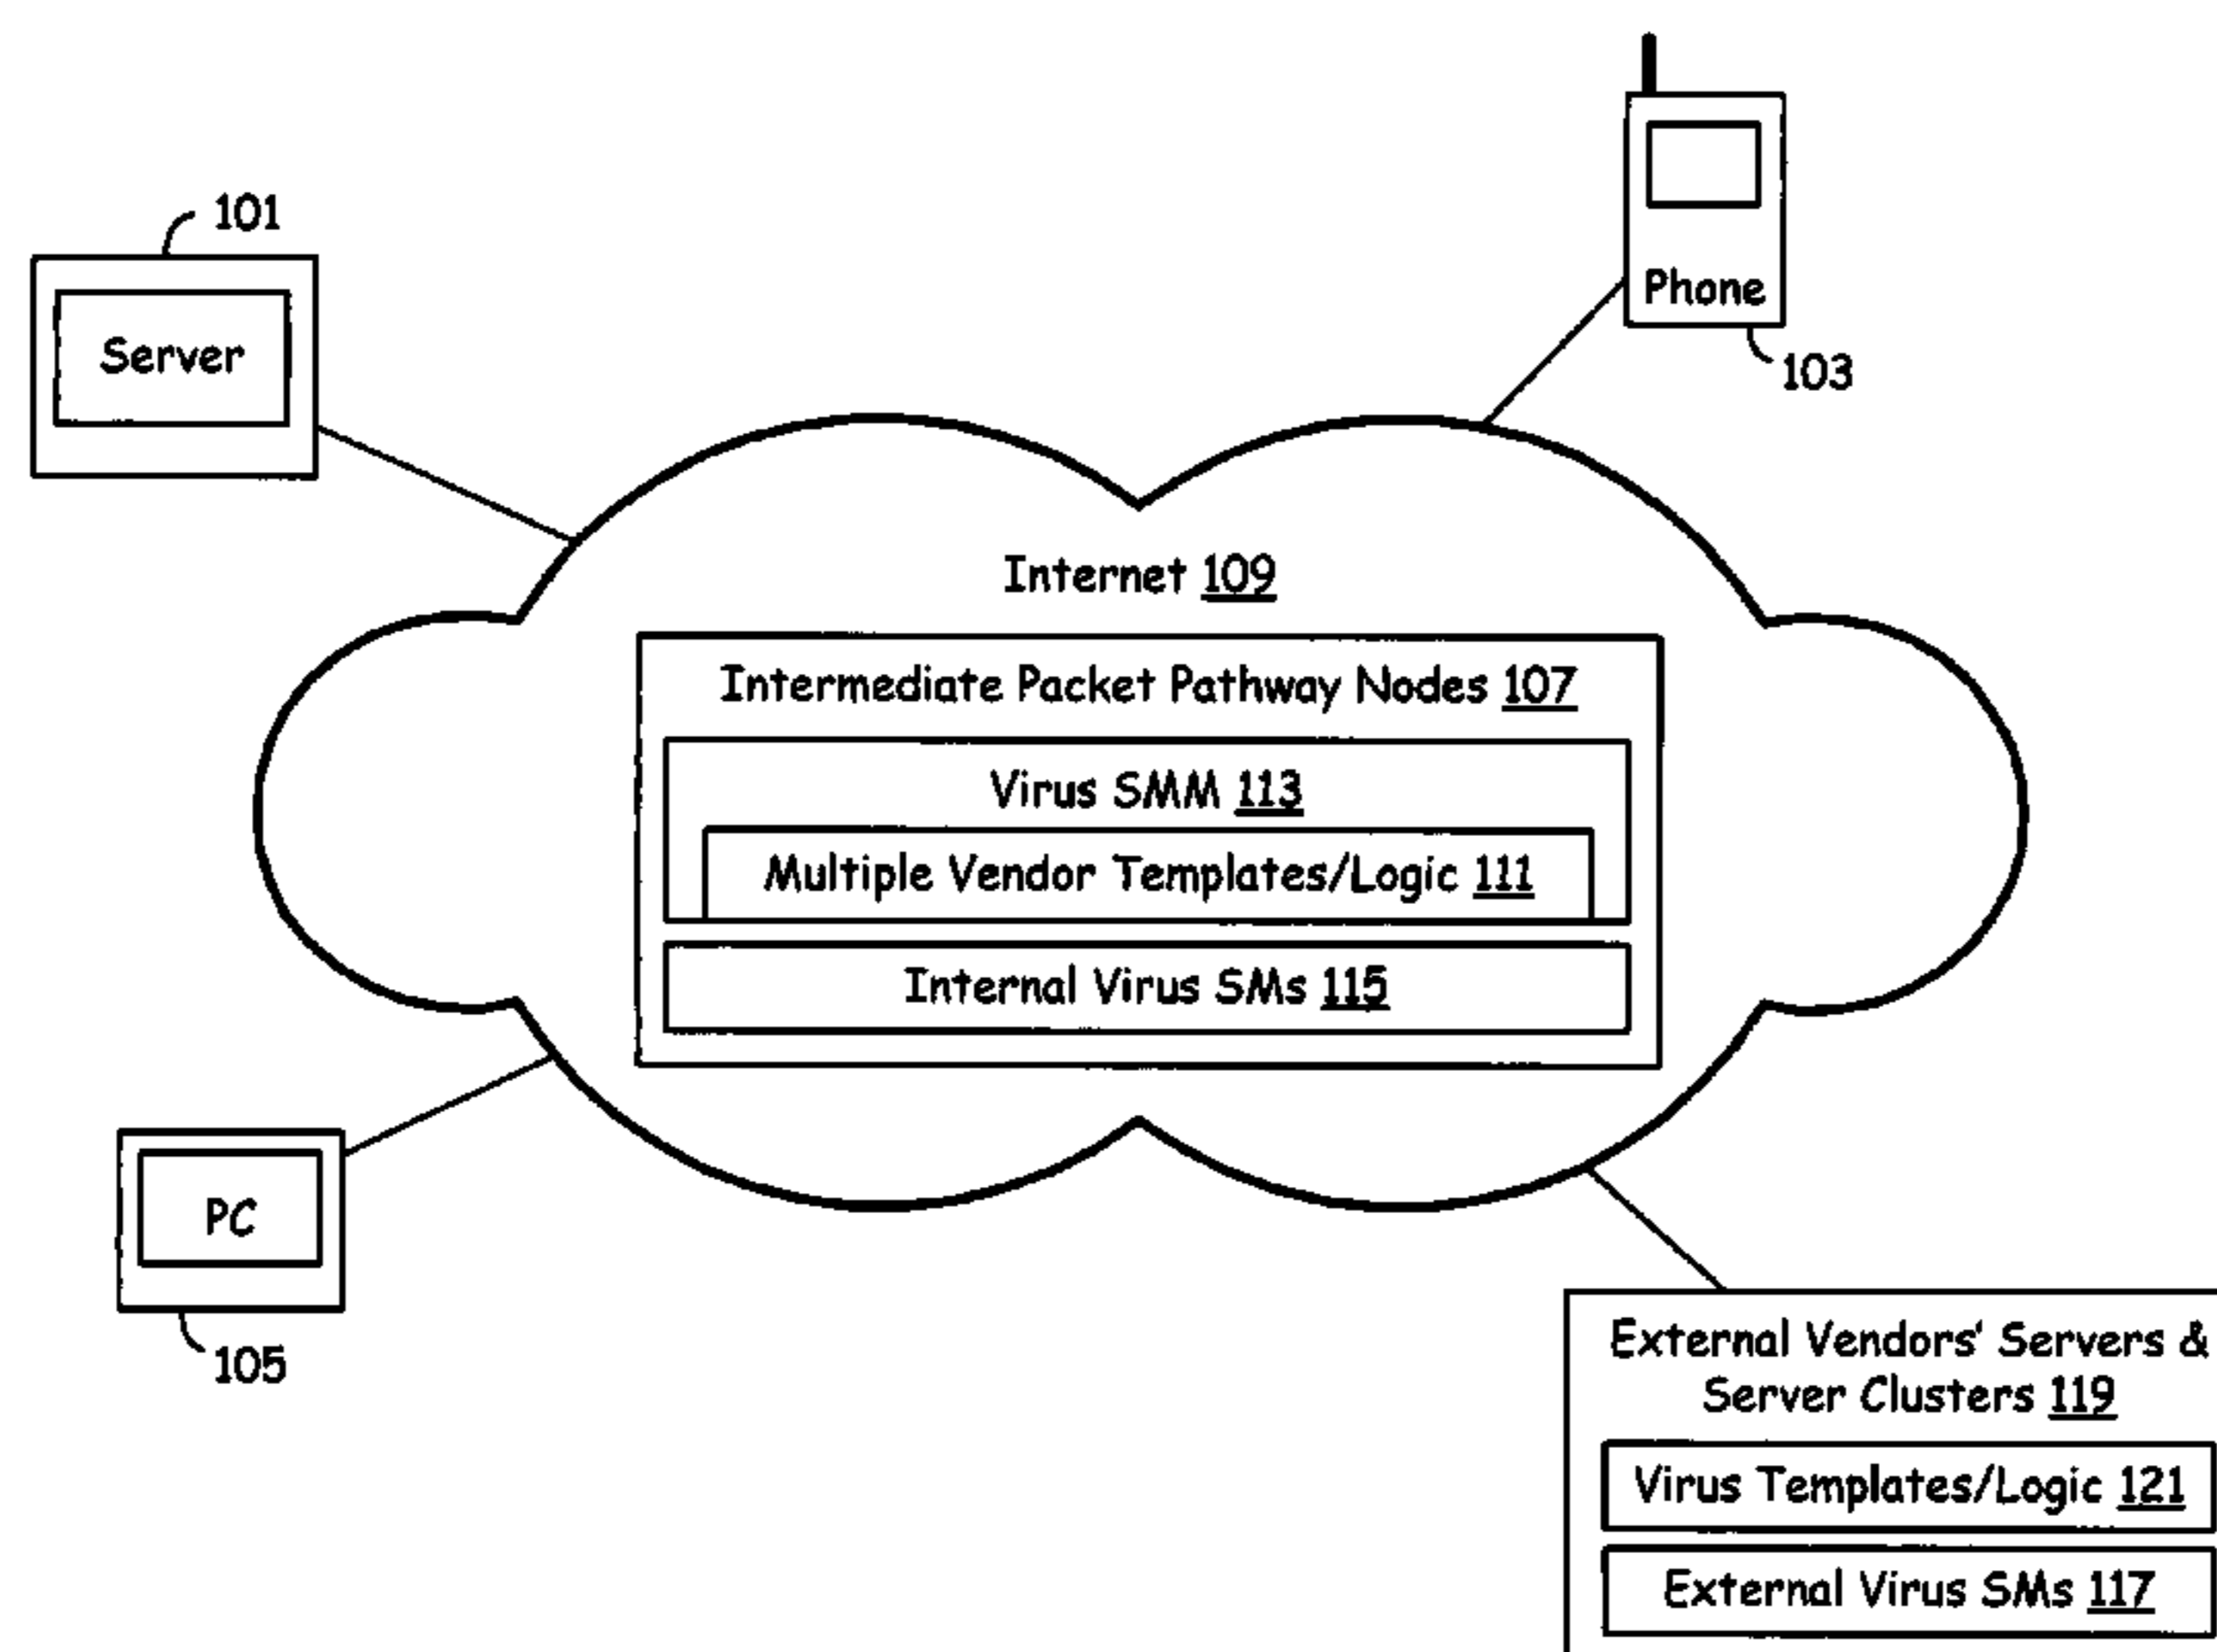 101
Server
Phone
103
Internet 109
Intermediate Packet Pathway Nodes 107
Virus SMM 113
Multiple Vendor Templates/Logic 111
Internal Virus SMs 115
PC
105
External Vendors' Servers &
Server Clusters 119
Virus Templates/Logic 121
External Virus SMs 117